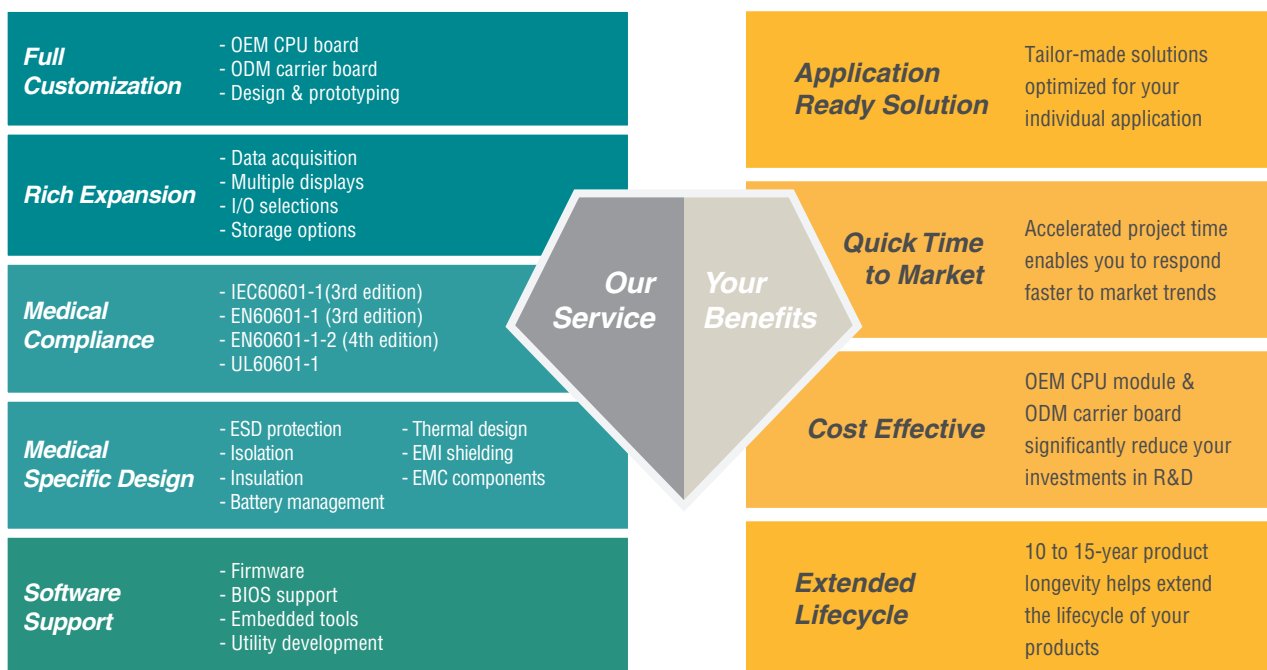 Full
Customization
- OEM CPU board
- ODM carrier board
- Design & prototyping
Rich Expansion
- Data acquisition
- Multiple displays
- I/O selections
- Storage options
Medical
Compliance
- IEC60601-1(3rd edition)
- EN60601-1 (3rd edition)
- EN60601-1-2 (4th edition)
- UL60601-1
Medical
Specific Design
- ESD protection
- Isolation
- Insulation
- Battery management
- Thermal design
- EMI shielding
- EMC components
Software
Support
- Firmware
- BIOS support
- Embedded tools
- Utility development
Our
Service
Your
Benefits
Application
Ready Solution
Tailor-made solutions
optimized for your
individual application
Quick Time
to Market
Accelerated project time
enables you to respond
faster to market trends
Cost Effective
OEM CPU module &
ODM carrier board
significantly reduce your
investments in R&D
Extended
Lifecycle
10 to 15-year product
longevity helps extend
the lifecycle of your
products